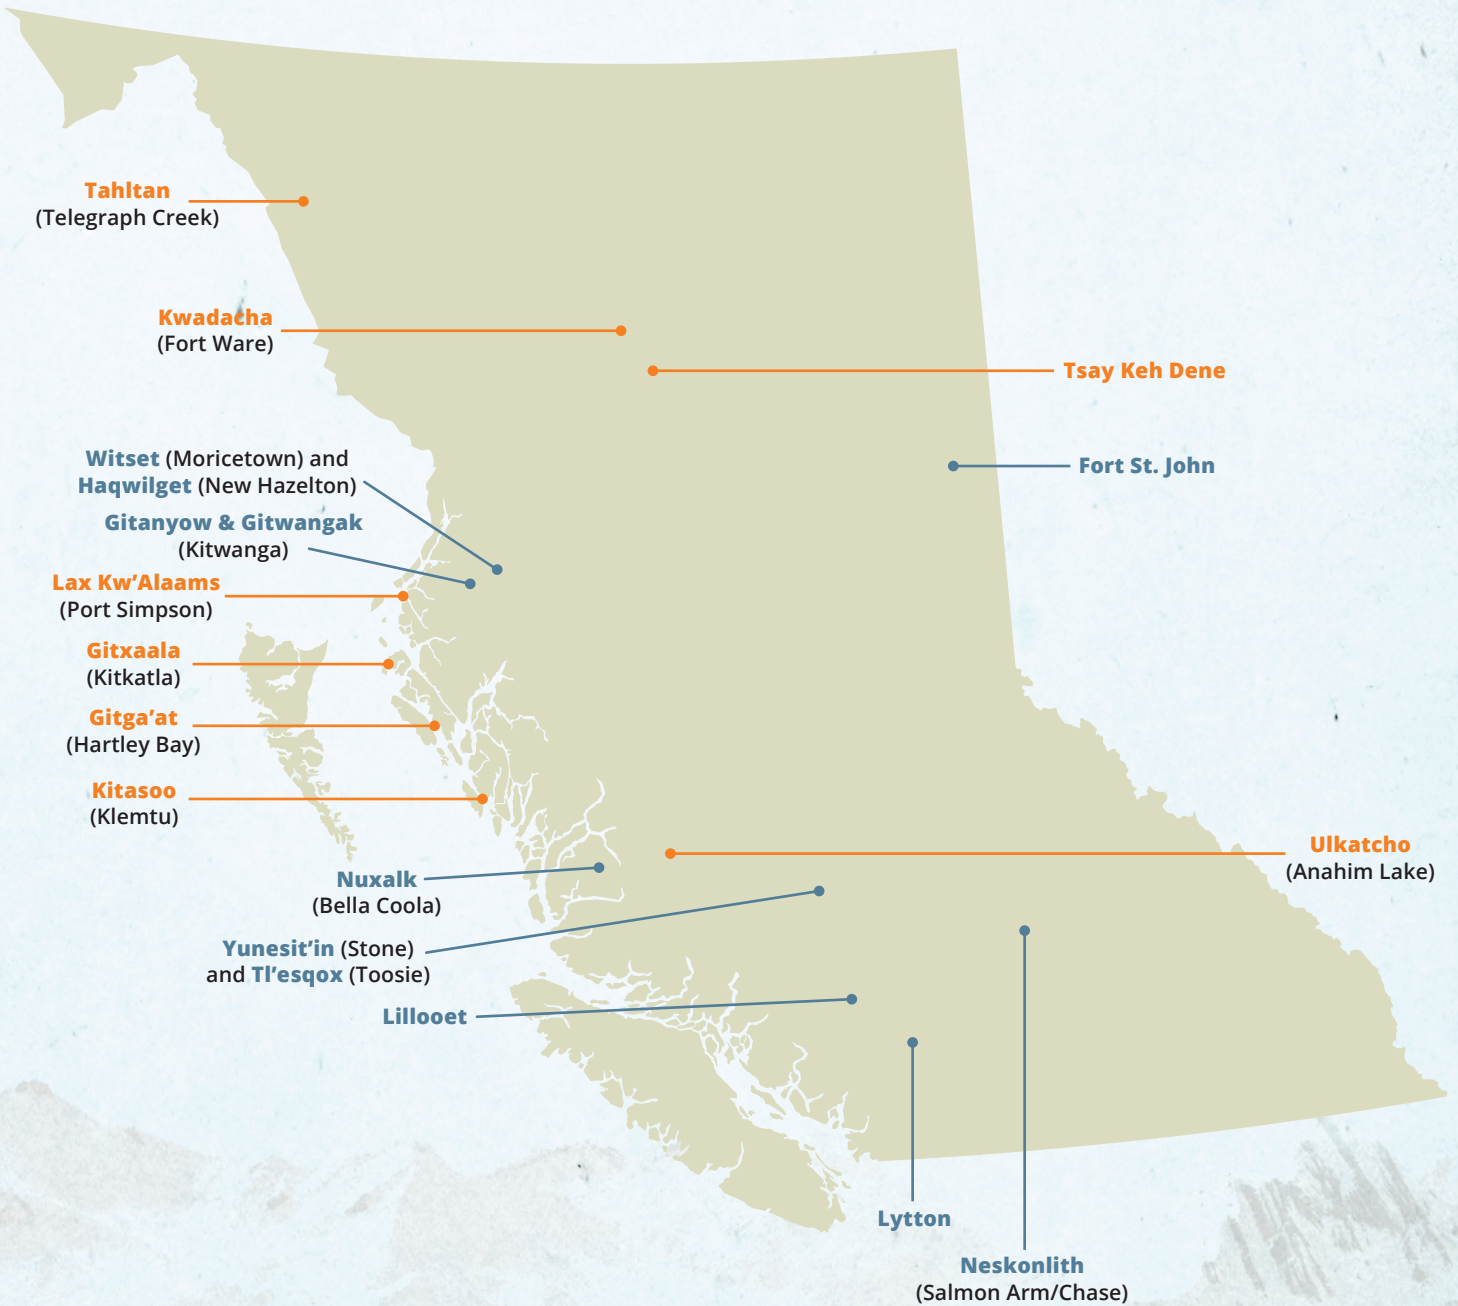 Tahltan
(Telegraph Creek)
Kwadacha
(Fort Ware)
Tsay Keh Dene
Witset (Moricetown) and
Haqwilget (New Hazelton)
Fort St. John
Gitanyow & Gitwangak
(Kitwanga)
Lax Kw’Alaams
(Port Simpson)
Gitxaala
(Kitkatla)
Gitga’at
(Hartley Bay)
Kitasoo
(Klemtu)
Ulkatcho
(Anahim Lake)
Nuxalk
(Bella Coola)
Yunesit’in (Stone)
and Tl’esqox (Toosie)
Lillooet
Lytton
Neskonlith
(Salmon Arm/Chase)